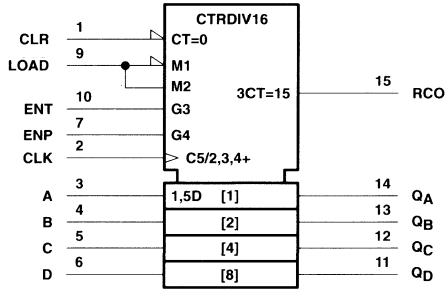 CTRDIV16
CLR 1 CT=0
LOAD 9 M1
M2
3CT=15 15 RCO
ENT 10 G3
ENP 7 G4
CLK 2 C5/2,3,4+
A 3 1,5D [1] 14 QA
B 4 [2] 13 QB
C 5 [4] 12 QC
D 6 [8] 11 QD